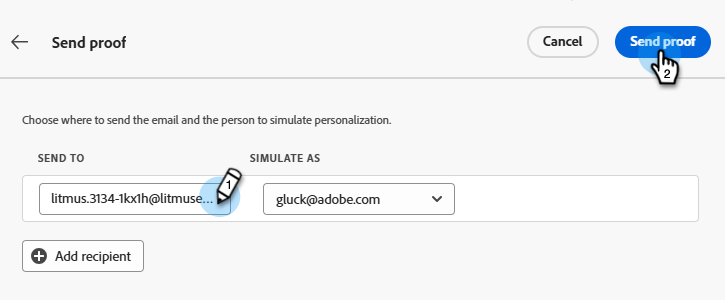 Send proof
Cancel
Send proof
2
Choose where to send the email and the person to simulate personalization.
SEND TO
SIMULATE AS
litmus.3134-1kx1h@litmuse...
1
gluck@adobe.com
Add recipient